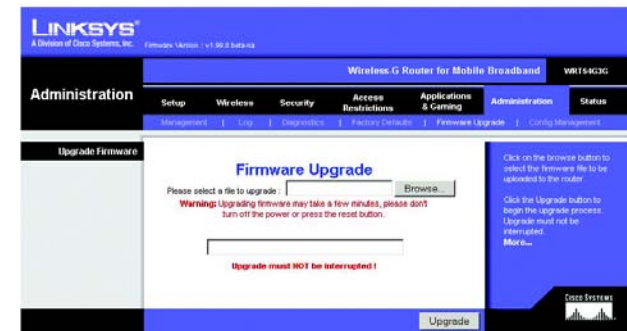 LINKSYS®
A Division of Cisco Systems, Inc.
Firmware Version : v1.99.8 beta-na
Wireless-G Router for Mobile Broadband WRT54G3G
Administration
Setup Wireless Security Access Restrictions Applications & Gaming Administration Status
Management | Log | Diagnostics | Factory Defaults | Firmware Upgrade | Config Management
Upgrade Firmware
Firmware Upgrade
Please select a file to upgrade : Browse...
Warning: Upgrading firmware may take a few minutes, please don't
turn off the power or press the reset button.
Upgrade must NOT be interrupted !
Upgrade
Click on the browse button to
select the firmware file to be
uploaded to the router.
Click the Upgrade button to
begin the upgrade process.
Upgrade must not be
interrupted.
More...
CISCO SYSTEMS